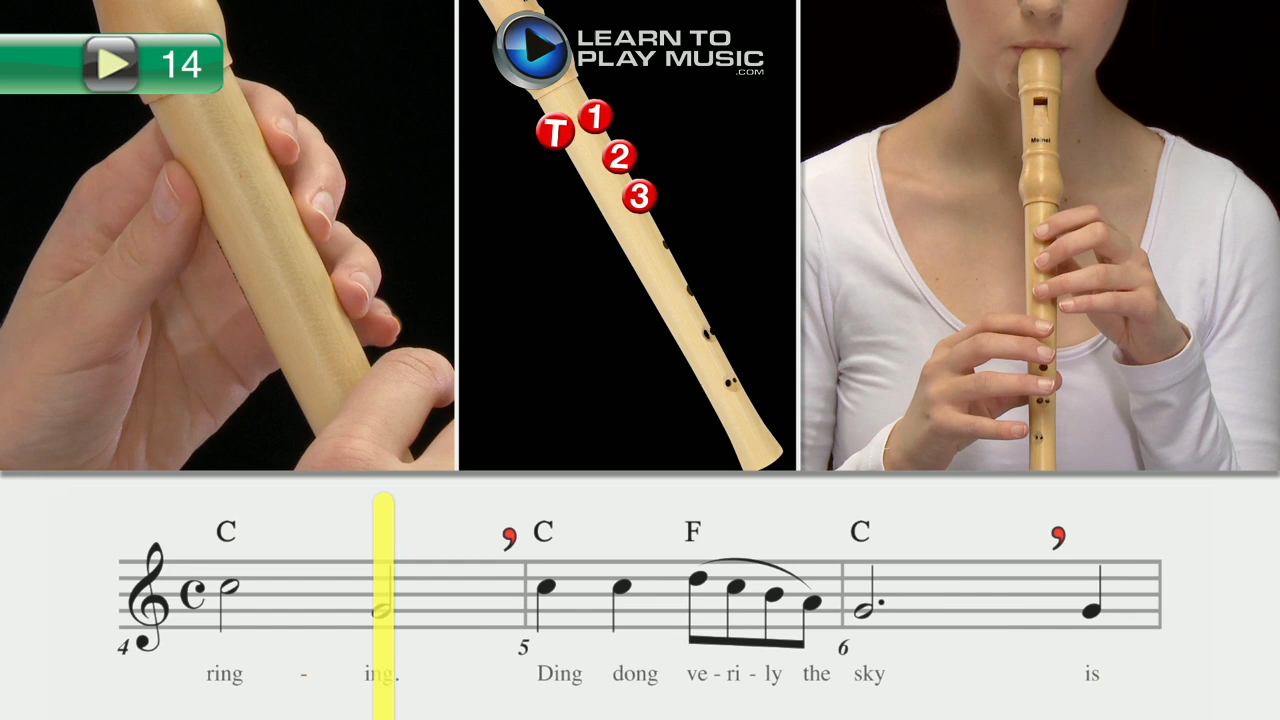 14
LEARN TO
PLAY MUSIC
.COM
T 1
2
3
Meinel
C C F C
4 5 6
ring - ing. Ding dong ve - ri - ly the sky is